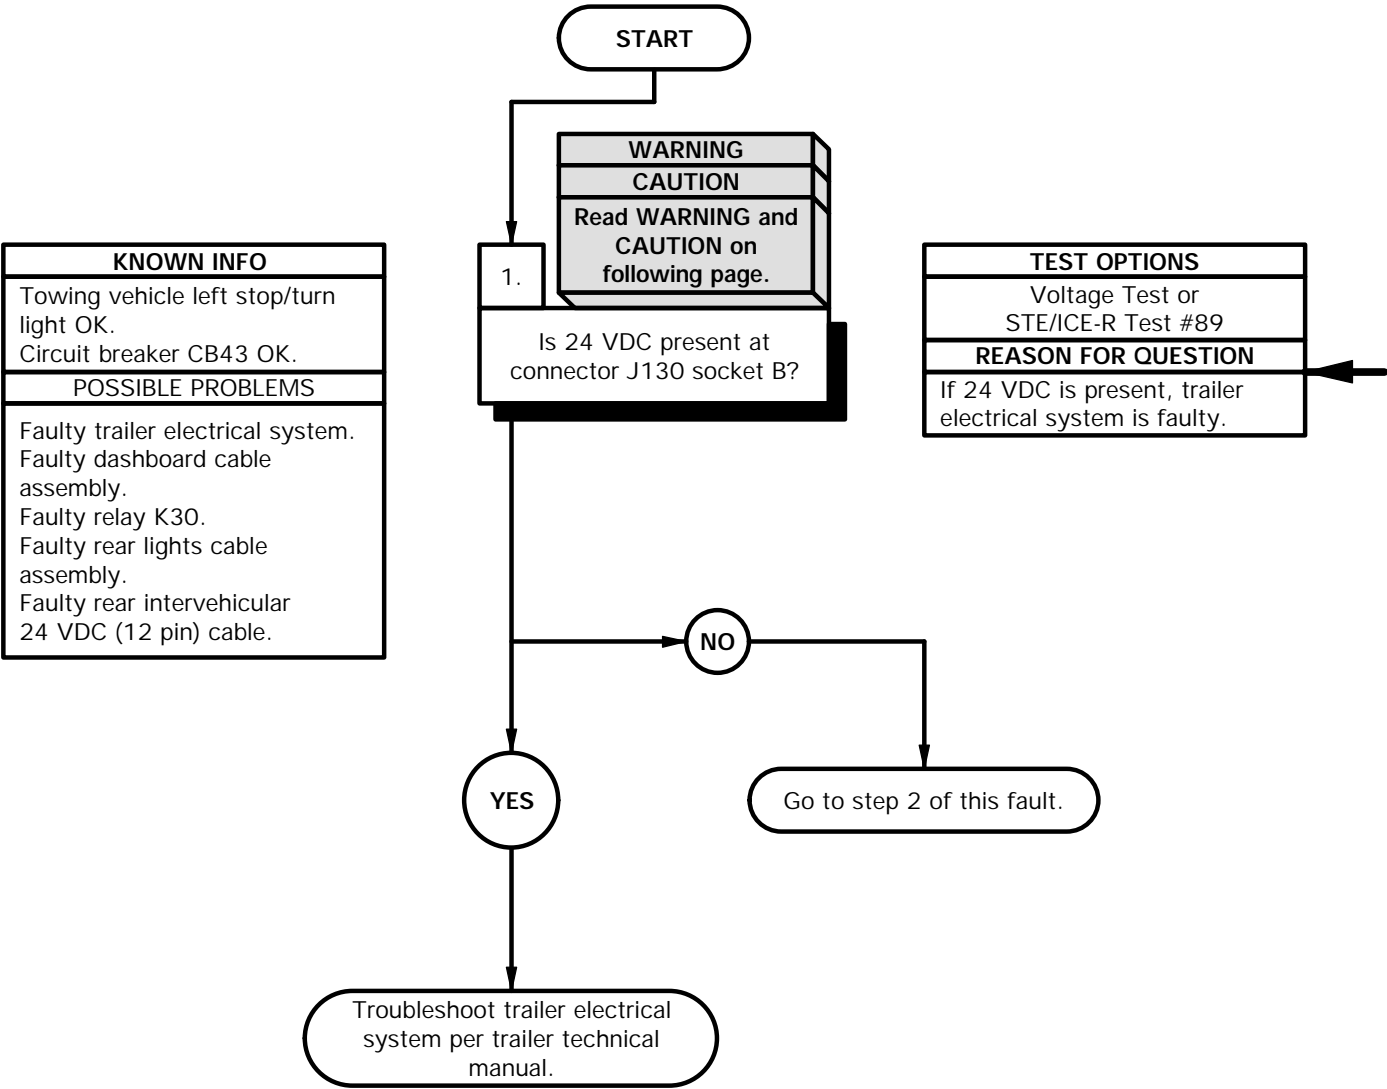 START
WARNING
CAUTION
Read WARNING and
CAUTION on
following page.
KNOWN INFO
Towing vehicle left stop/turn
light OK.
Circuit breaker CB43 OK.
POSSIBLE PROBLEMS
Faulty trailer electrical system.
Faulty dashboard cable
assembly.
Faulty relay K30.
Faulty rear lights cable
assembly.
Faulty rear intervehicular
24 VDC (12 pin) cable.
1.
Is 24 VDC present at
connector J130 socket B?
TEST OPTIONS
Voltage Test or
STE/ICE-R Test #89
REASON FOR QUESTION
If 24 VDC is present, trailer
electrical system is faulty.
NO
YES
Go to step 2 of this fault.
Troubleshoot trailer electrical
system per trailer technical
manual.